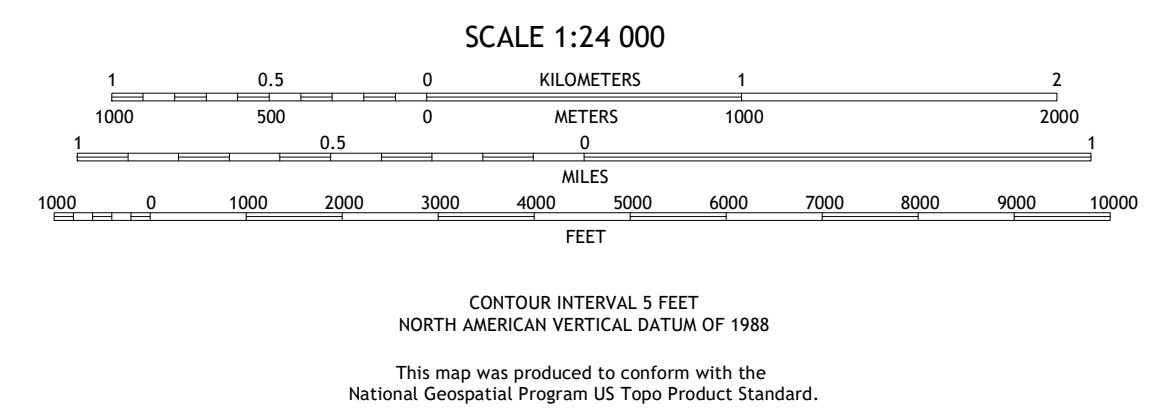 SCALE 1:24 000
1 0.5 0 KILOMETERS 1 2
1000 500 0 METERS 1000 2000
1 0.5 0 1
MILES
1000 0 1000 2000 3000 4000 5000 6000 7000 8000 9000 10000
FEET
CONTOUR INTERVAL 5 FEET
NORTH AMERICAN VERTICAL DATUM OF 1988
This map was produced to conform with the
National Geospatial Program US Topo Product Standard.